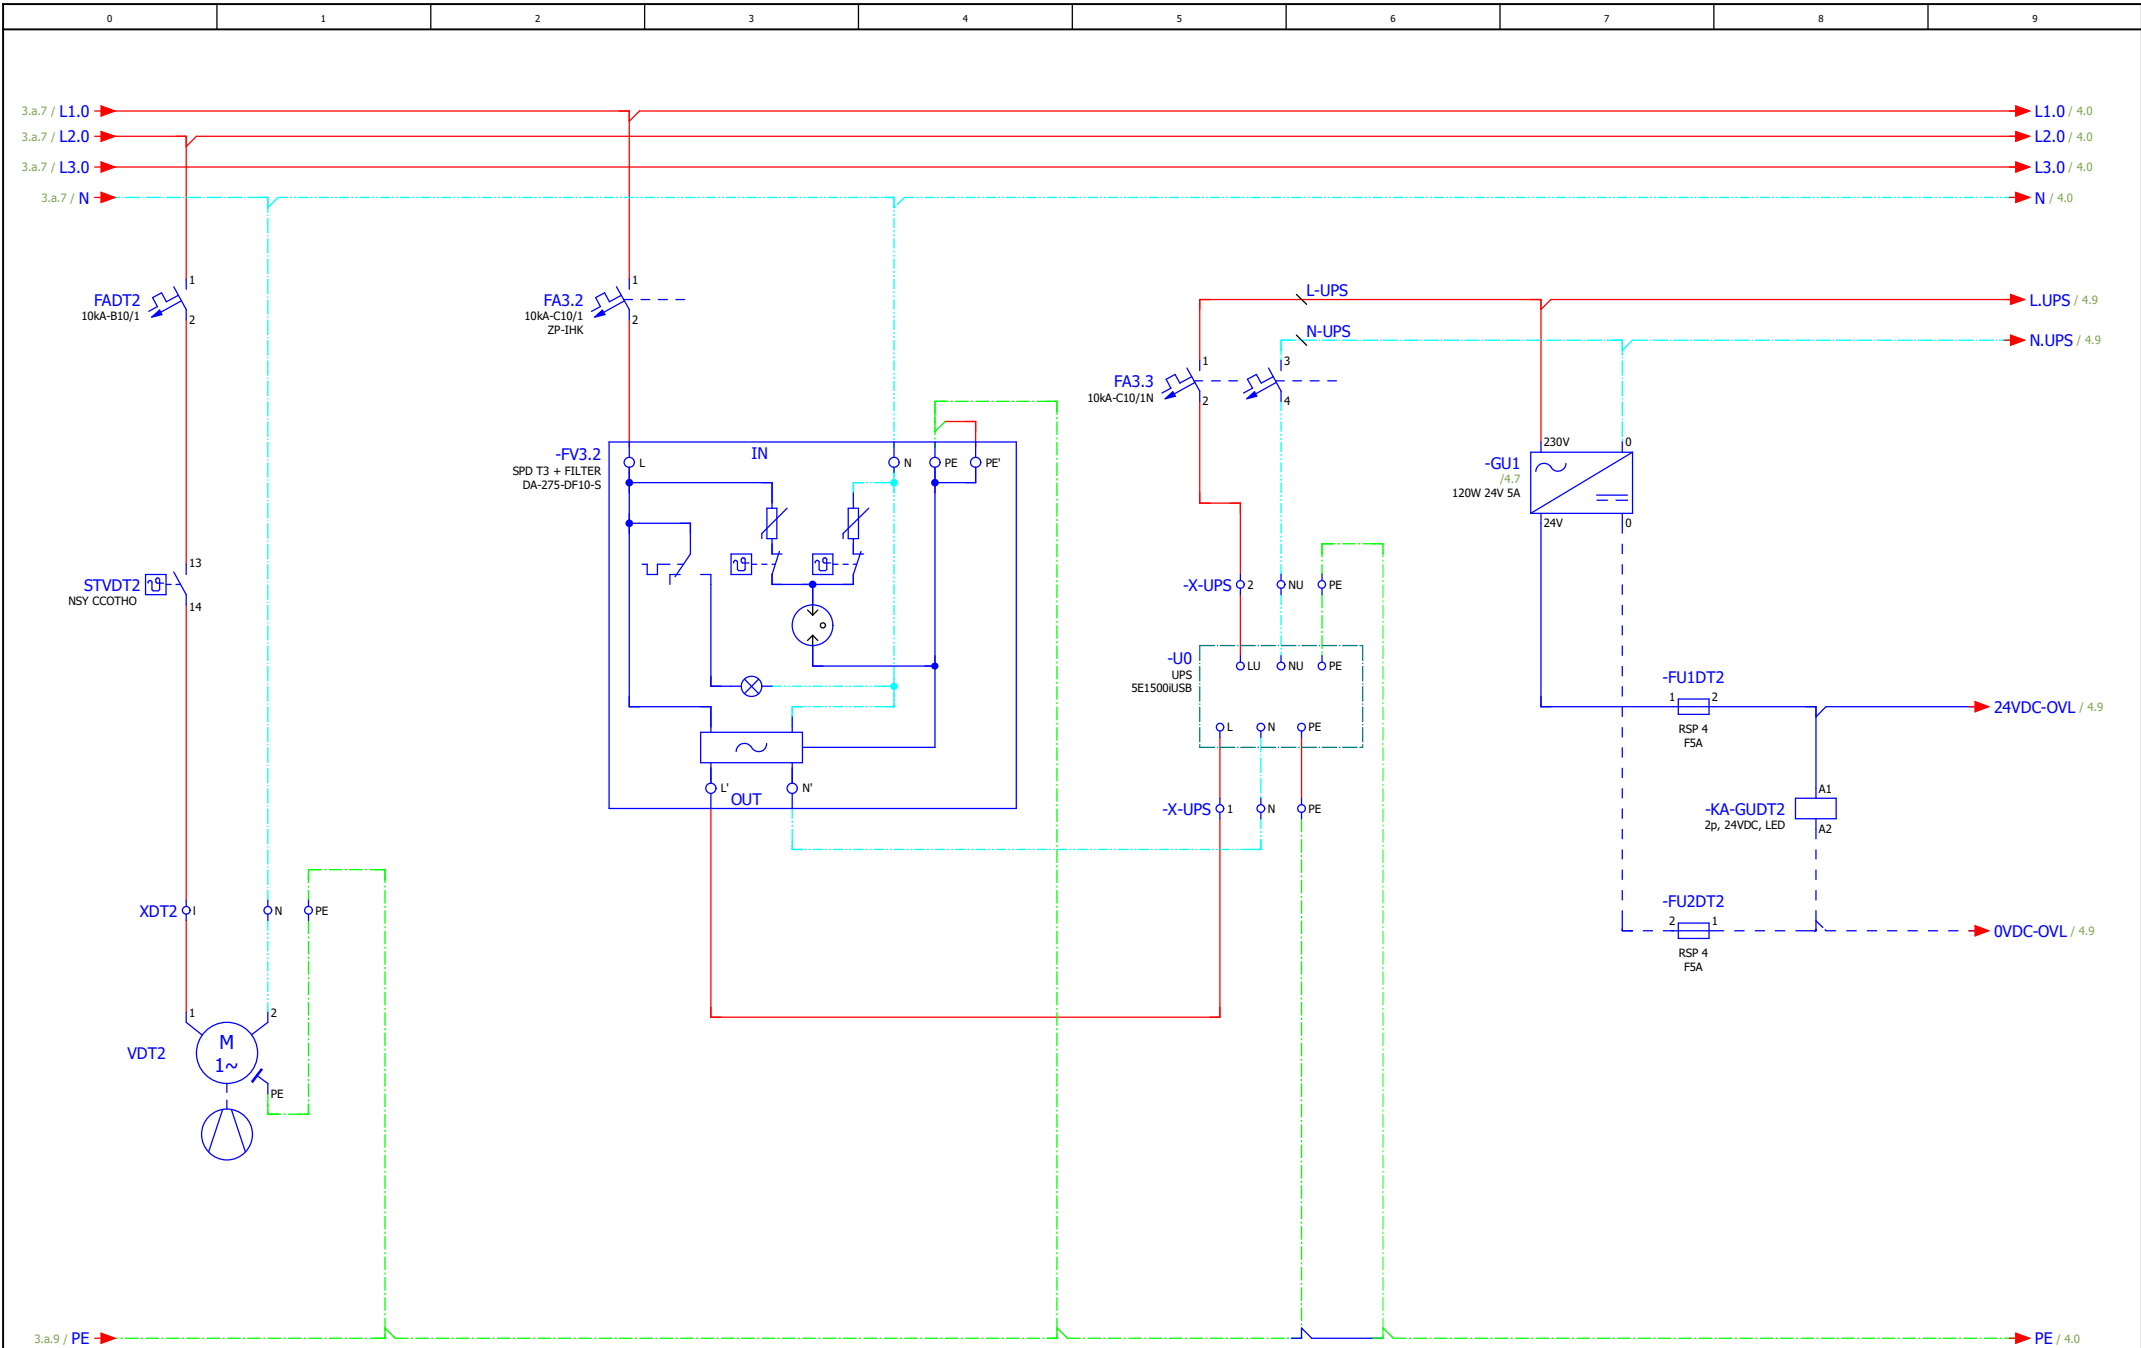 0 1 2 3 4 5 6 7 8 9
3.a.7 / L1.0
L1.0 / 4.0
3.a.7 / L2.0
L2.0 / 4.0
3.a.7 / L3.0
L3.0 / 4.0
3.a.7 / N
N / 4.0
FADT2
10kA-B10/1
1
2
FA3.2
10kA-C10/1
ZP-IHK
1
2
L-UPS
L.UPS / 4.9
N-UPS
N.UPS / 4.9
FA3.3
10kA-C10/1N
1
2
3
4
-FV3.2
SPD T3 + FILTER
DA-275-DF10-S
IN
L
N
PE
PE'
230V
0
-GU1
/4.7
120W 24V 5A
24V
0
STVDT2
NSY CCOTHO
ϑ
13
14
ϑ
ϑ
-X-UPS
2
NU
PE
-U0
UPS
5E1500iUSB
LU
NU
PE
L
N
PE
-FU1DT2
1
2
RSP 4
F5A
24VDC-OVL / 4.9
L'
N'
OUT
-X-UPS
1
N
PE
-KA-GUDT2
2p, 24VDC, LED
A1
A2
XDT2
I
N
PE
-FU2DT2
2
1
RSP 4
F5A
0VDC-OVL / 4.9
VDT2
1
2
M
1~
PE
3.a.9 / PE
PE / 4.0